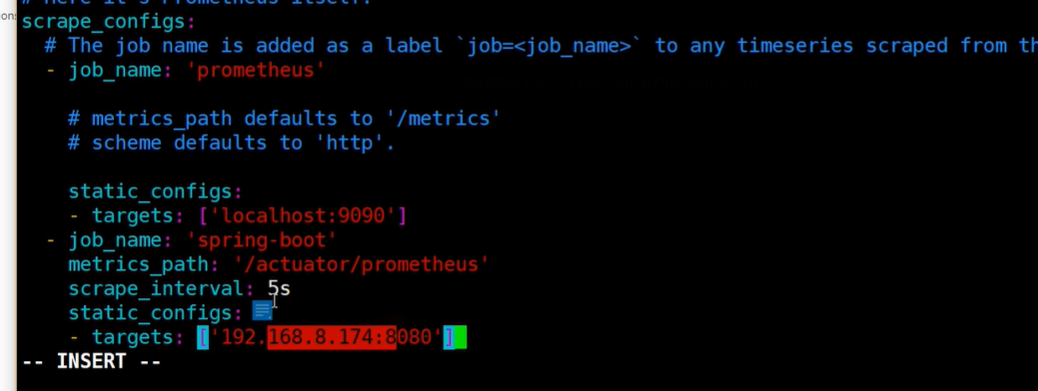 # Here it's Prometheus itself.
scrape_configs:
  # The job name is added as a label `job=<job_name>` to any timeseries scraped from th
  - job_name: 'prometheus'

    # metrics_path defaults to '/metrics'
    # scheme defaults to 'http'.

    static_configs:
    - targets: ['localhost:9090']
  - job_name: 'spring-boot'
    metrics_path: '/actuator/prometheus'
    scrape_interval: 5s
    static_configs:
    - targets: ['192.168.8.174:8080']
-- INSERT --